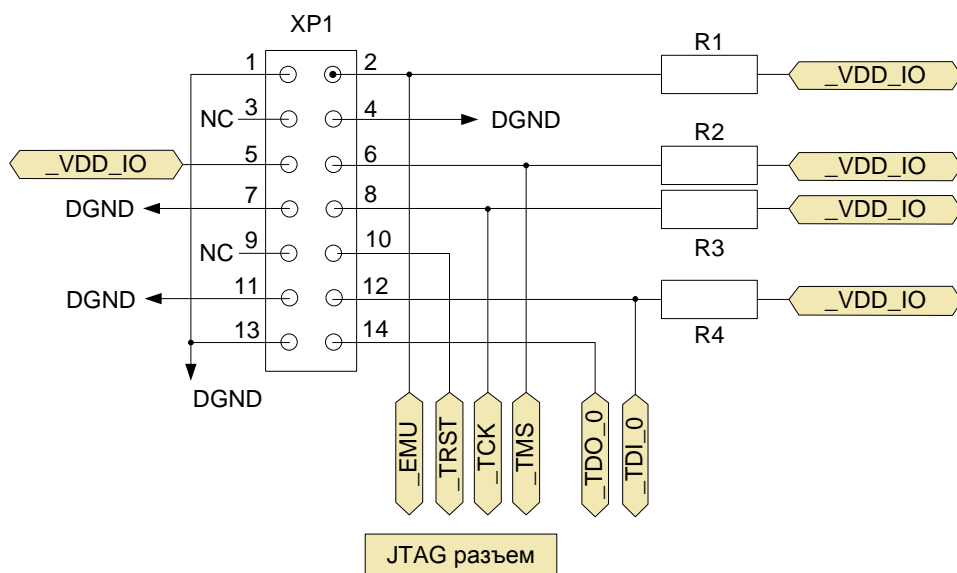 XP1
R1
1
2
_VDD_IO
NC
3
4
DGND
R2
_VDD_IO
5
6
_VDD_IO
DGND
7
8
_VDD_IO
R3
NC
9
10
DGND
11
12
_VDD_IO
R4
13
14
DGND
_EMU
_TRST
_TCK
_TMS
_TDO_0
_TDI_0
JTAG разъем